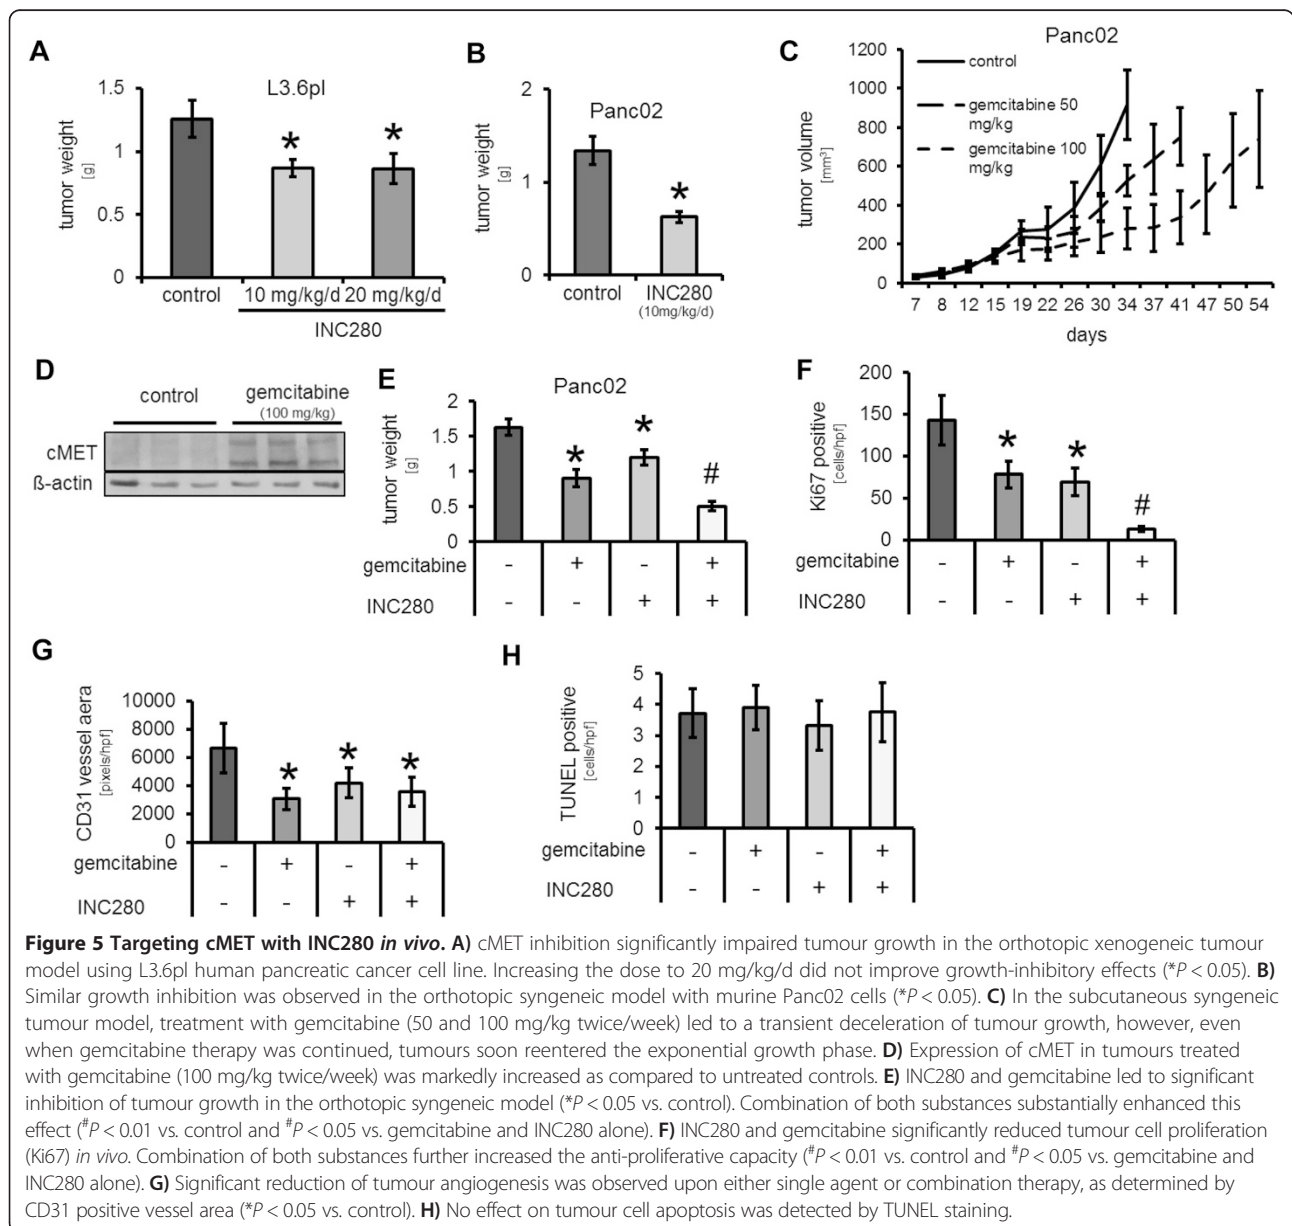 A
L3.6pl
tumor weight
[g]
1.5
1
0.5
0
*
*
control
10 mg/kg/d
20 mg/kg/d
INC280
B
Panc02
tumor weight
[g]
2
1
0
*
control
INC280
(10mg/kg/d)
C
Panc02
control
gemcitabine 50
mg/kg
gemcitabine 100
mg/kg
tumor volume
[mm³]
1200
1000
800
600
400
200
0
7 8 12 15 19 22 26 30 34 37 41 47 50 54
days
D
control
gemcitabine
(100 mg/kg)
cMET
ß-actin
E
Panc02
tumor weight
[g]
2
1.5
1
0.5
0
*
*
#
gemcitabine - + - +
INC280 - - + +
F
Ki67 positive
[cells/hpf]
200
150
100
50
0
*
*
#
gemcitabine - + - +
INC280 - - + +
G
CD31 vessel aera
[pixels/hpf]
10000
8000
6000
4000
2000
0
*
*
*
gemcitabine - + - +
INC280 - - + +
H
TUNEL positive
[cells/hpf]
5
4
3
2
1
0
gemcitabine - + - +
INC280 - - + +
Figure 5 Targeting cMET with INC280 in vivo. A) cMET inhibition significantly impaired tumour growth in the orthotopic xenogeneic tumour
model using L3.6pl human pancreatic cancer cell line. Increasing the dose to 20 mg/kg/d did not improve growth-inhibitory effects (*P < 0.05). B)
Similar growth inhibition was observed in the orthotopic syngeneic model with murine Panc02 cells (*P < 0.05). C) In the subcutaneous syngeneic
tumour model, treatment with gemcitabine (50 and 100 mg/kg twice/week) led to a transient deceleration of tumour growth, however, even
when gemcitabine therapy was continued, tumours soon reentered the exponential growth phase. D) Expression of cMET in tumours treated
with gemcitabine (100 mg/kg twice/week) was markedly increased as compared to untreated controls. E) INC280 and gemcitabine led to significant
inhibition of tumour growth in the orthotopic syngeneic model (*P < 0.05 vs. control). Combination of both substances substantially enhanced this
effect (#P < 0.01 vs. control and #P < 0.05 vs. gemcitabine and INC280 alone). F) INC280 and gemcitabine significantly reduced tumour cell proliferation
(Ki67) in vivo. Combination of both substances further increased the anti-proliferative capacity (#P < 0.01 vs. control and #P < 0.05 vs. gemcitabine and
INC280 alone). G) Significant reduction of tumour angiogenesis was observed upon either single agent or combination therapy, as determined by
CD31 positive vessel area (*P < 0.05 vs. control). H) No effect on tumour cell apoptosis was detected by TUNEL staining.